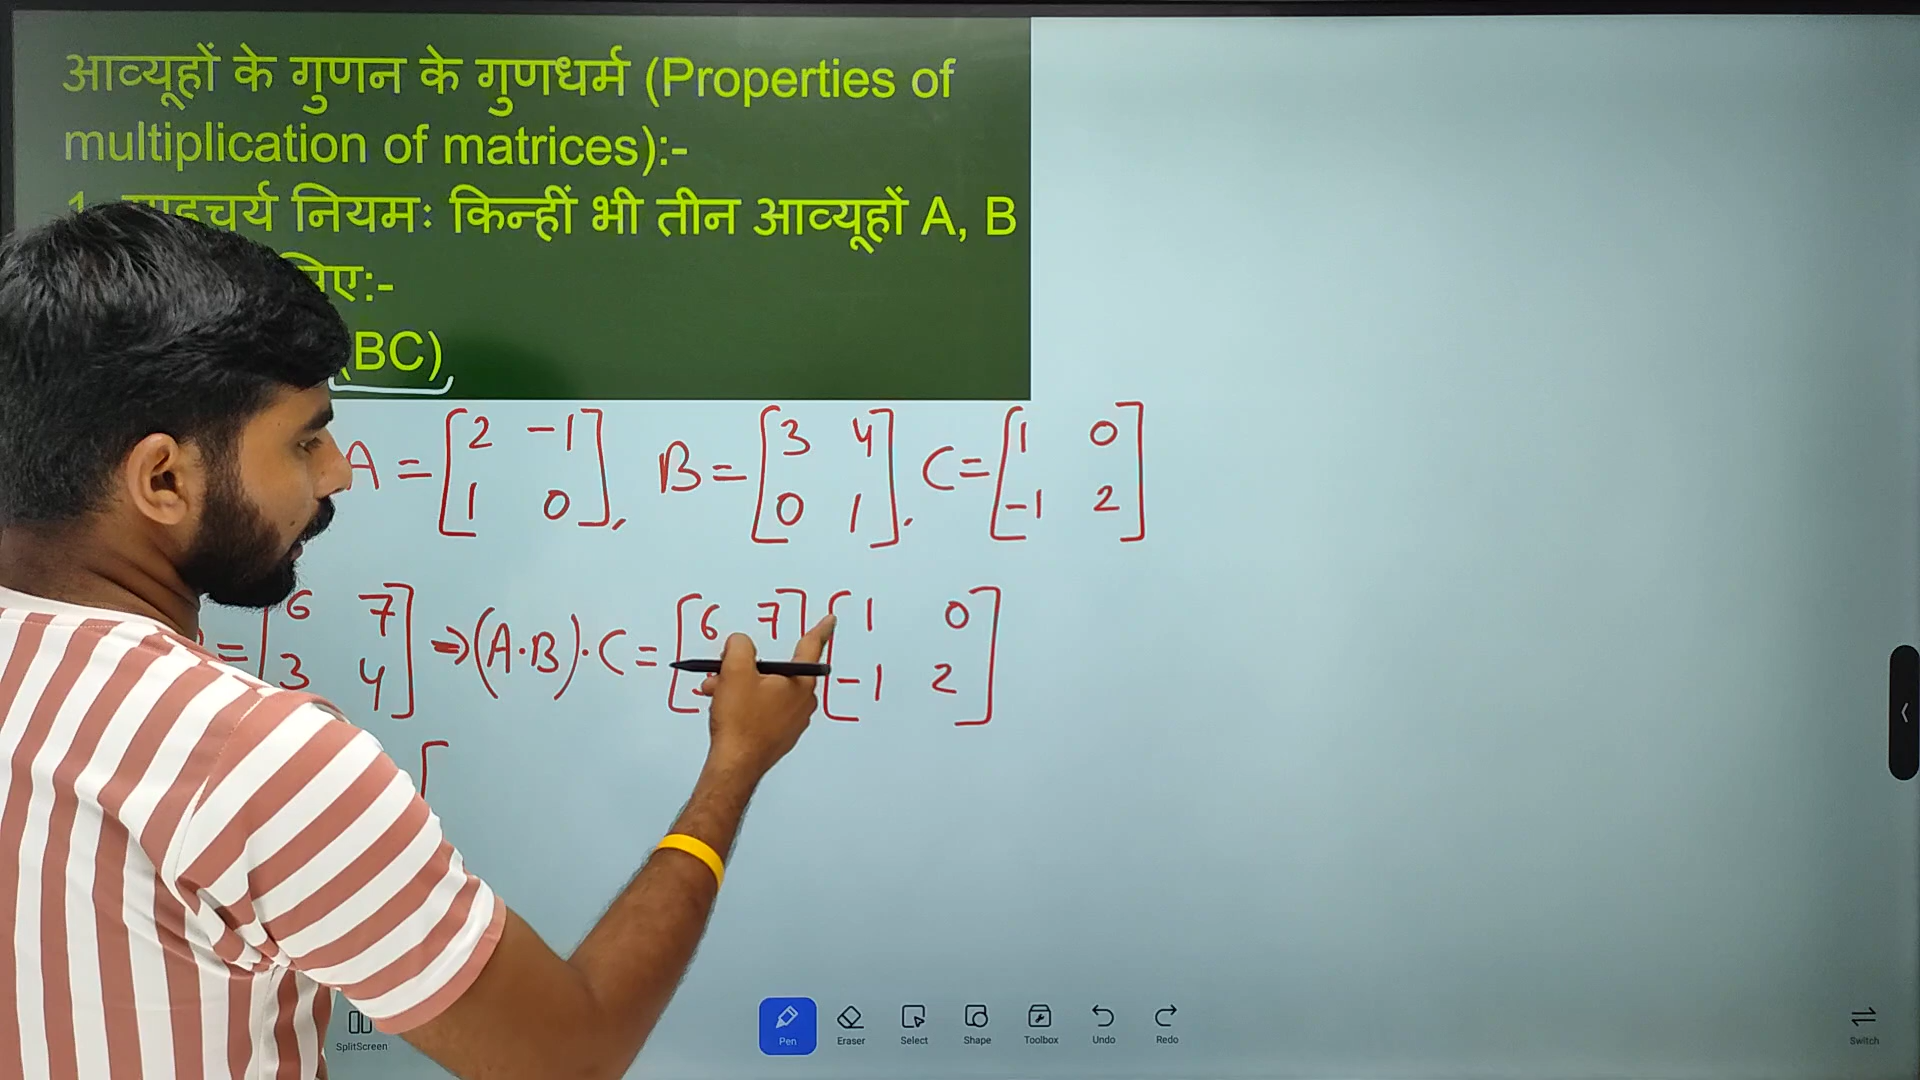 आव्यूहों के गुणन के गुणधर्म (Properties of
multiplication of matrices):-
नियमः किन्हीं भी तीन आव्यूहों A, B
(BC)
A = [2 -1
1 0], B = [3 4
0 1], C = [1 0
-1 2]
= [6 7
3 4] ⇒ (A·B)·C = [6 7 [1 0
-1 2]
[
SplitScreen
Pen Eraser Select Shape Toolbox Undo Redo
Switch